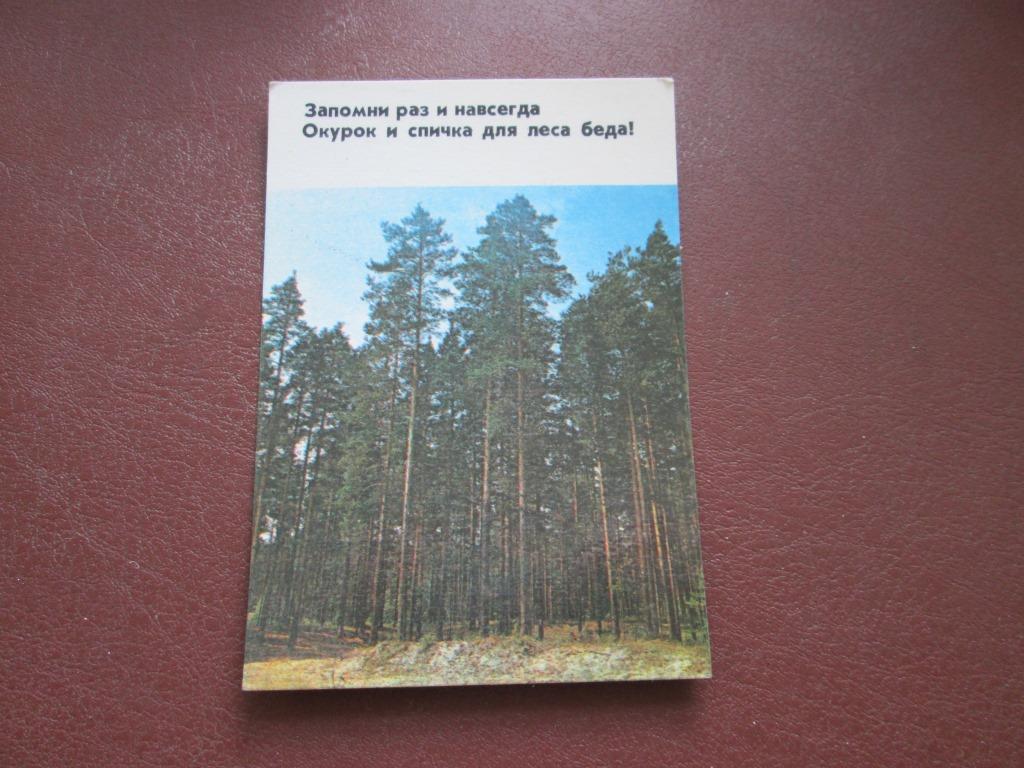 Запомни раз и навсегда
Окурок и спичка для леса беда!